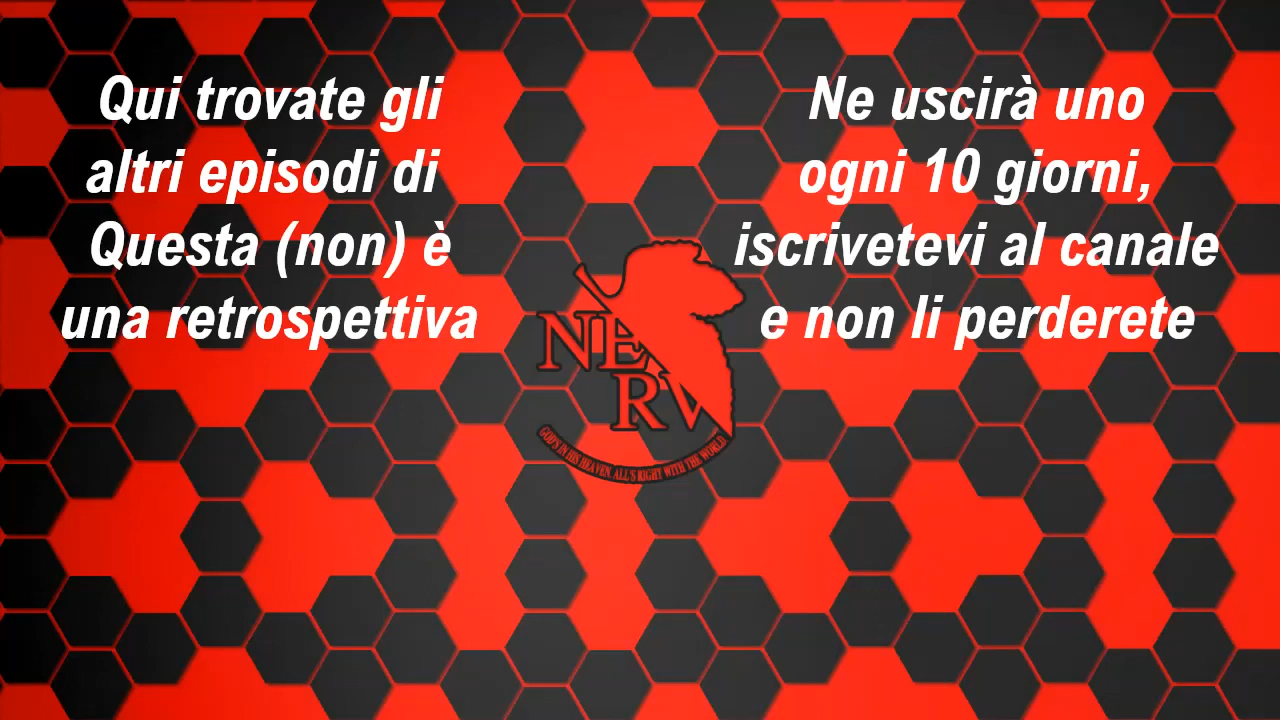 Qui trovate gli
altri episodi di
Questa (non) è
una retrospettiva
Ne uscirà uno
ogni 10 giorni,
iscrivetevi al canale
e non li perderete
NERV
GOD'S IN HIS HEAVEN. ALL'S RIGHT WITH THE WORLD